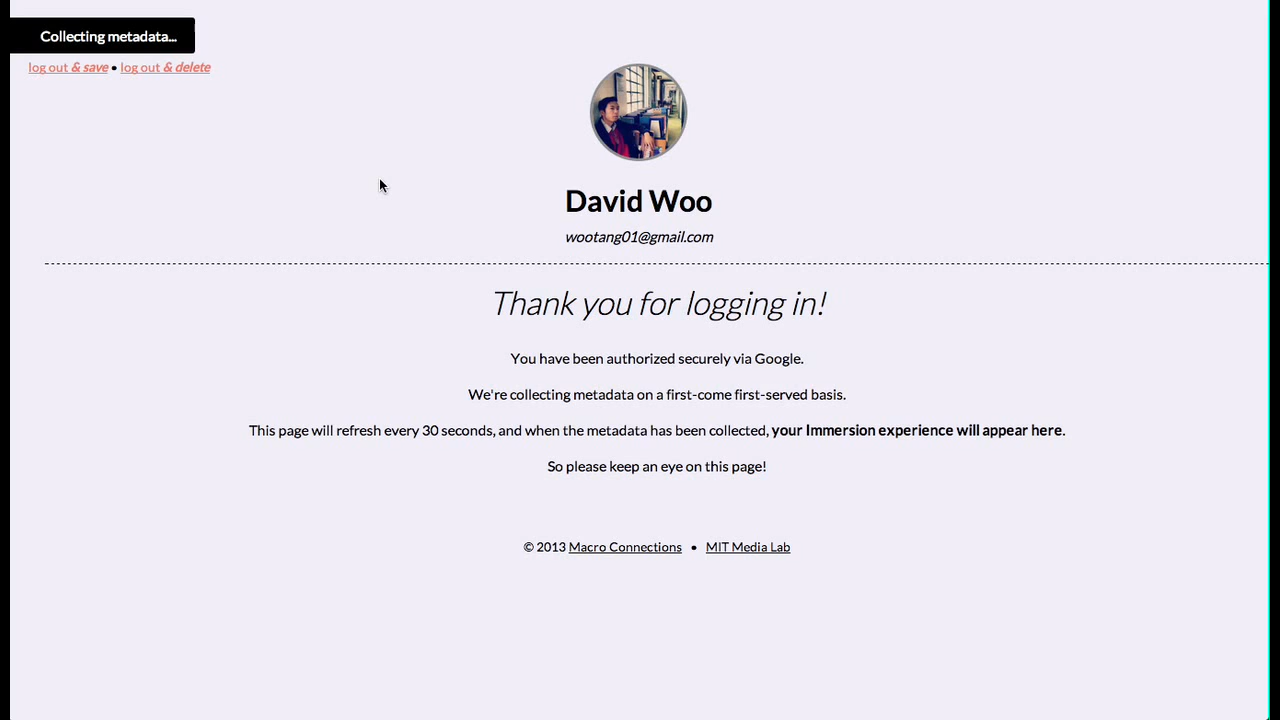 Collecting metadata...
log out & save • log out & delete
David Woo
wootang01@gmail.com
Thank you for logging in!
You have been authorized securely via Google.
We're collecting metadata on a first-come first-served basis.
This page will refresh every 30 seconds, and when the metadata has been collected, your Immersion experience will appear here.
So please keep an eye on this page!
© 2013 Macro Connections • MIT Media Lab